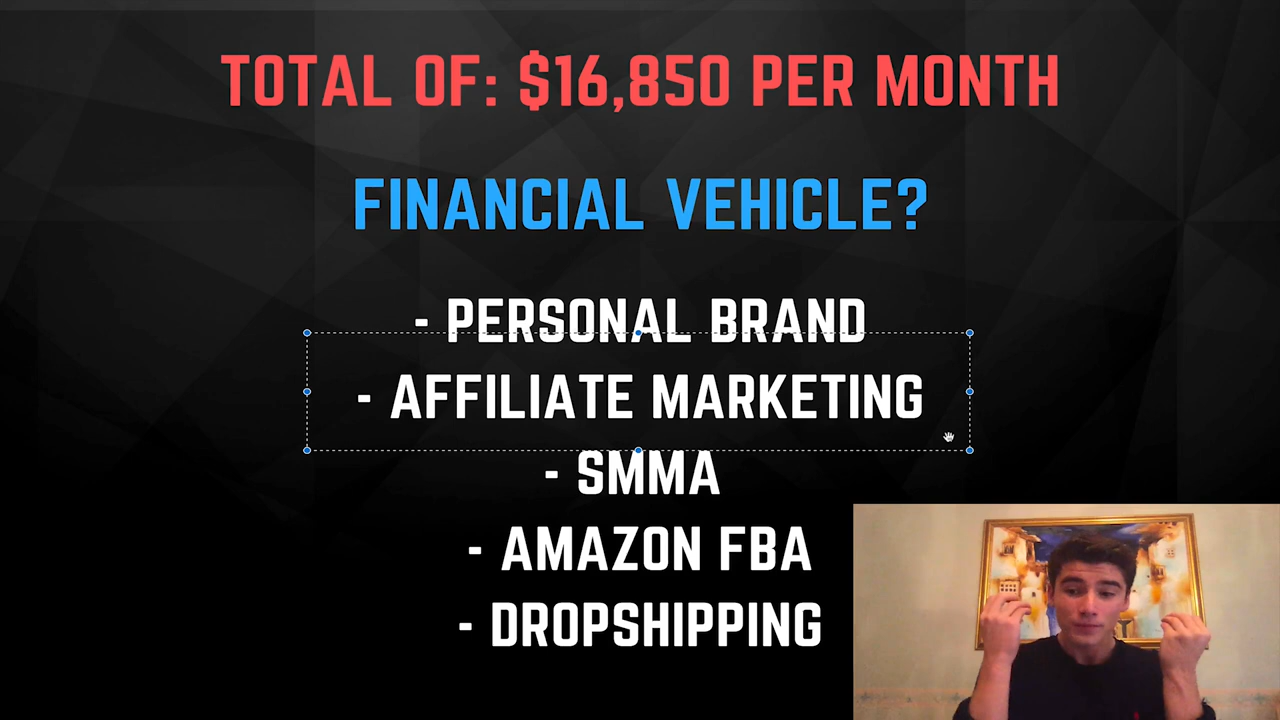 TOTAL OF: $16,850 PER MONTH
FINANCIAL VEHICLE?
- PERSONAL BRAND
- AFFILIATE MARKETING
- SMMA
- AMAZON FBA
- DROPSHIPPING